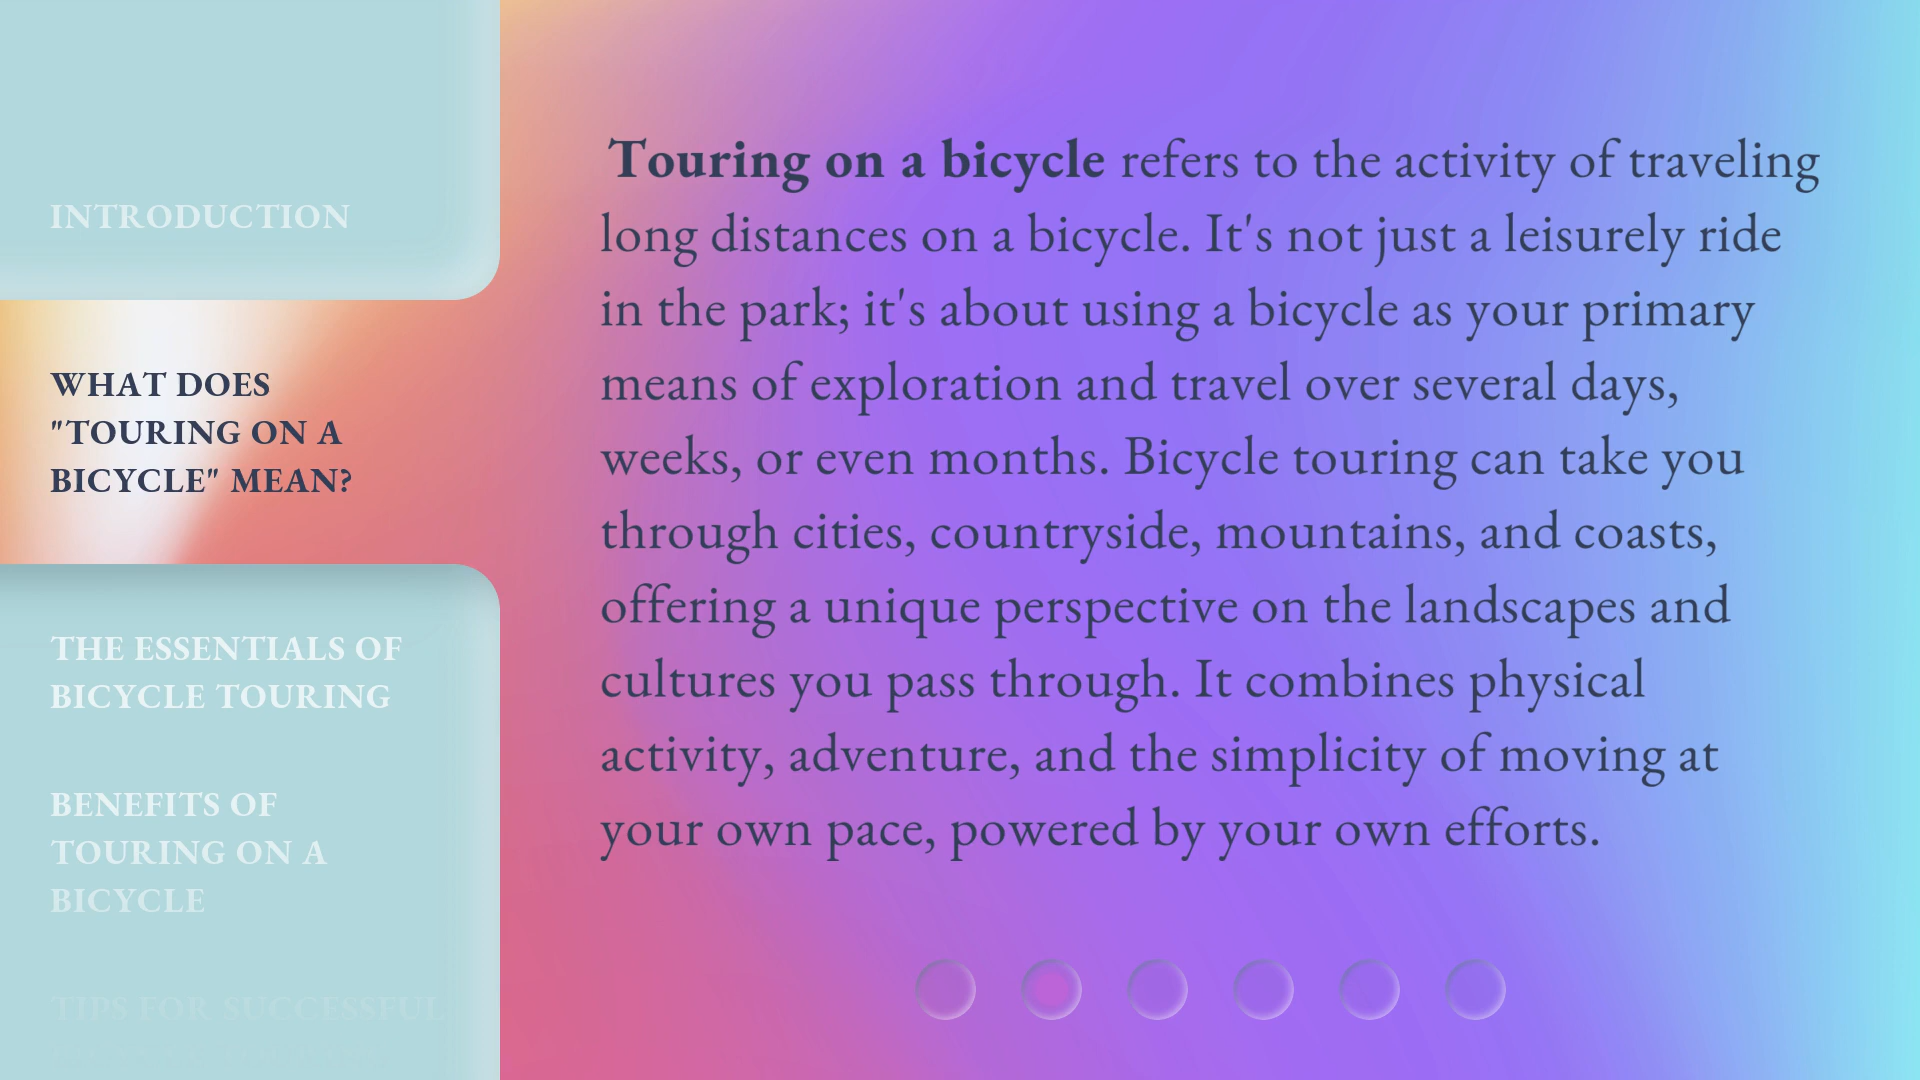 INTRODUCTION
WHAT DOES
"TOURING ON A
BICYCLE" MEAN?
THE ESSENTIALS OF
BICYCLE TOURING
BENEFITS OF
TOURING ON A
BICYCLE
TIPS FOR SUCCESSFUL
Touring on a bicycle refers to the activity of traveling
long distances on a bicycle. It's not just a leisurely ride
in the park; it's about using a bicycle as your primary
means of exploration and travel over several days,
weeks, or even months. Bicycle touring can take you
through cities, countryside, mountains, and coasts,
offering a unique perspective on the landscapes and
cultures you pass through. It combines physical
activity, adventure, and the simplicity of moving at
your own pace, powered by your own efforts.